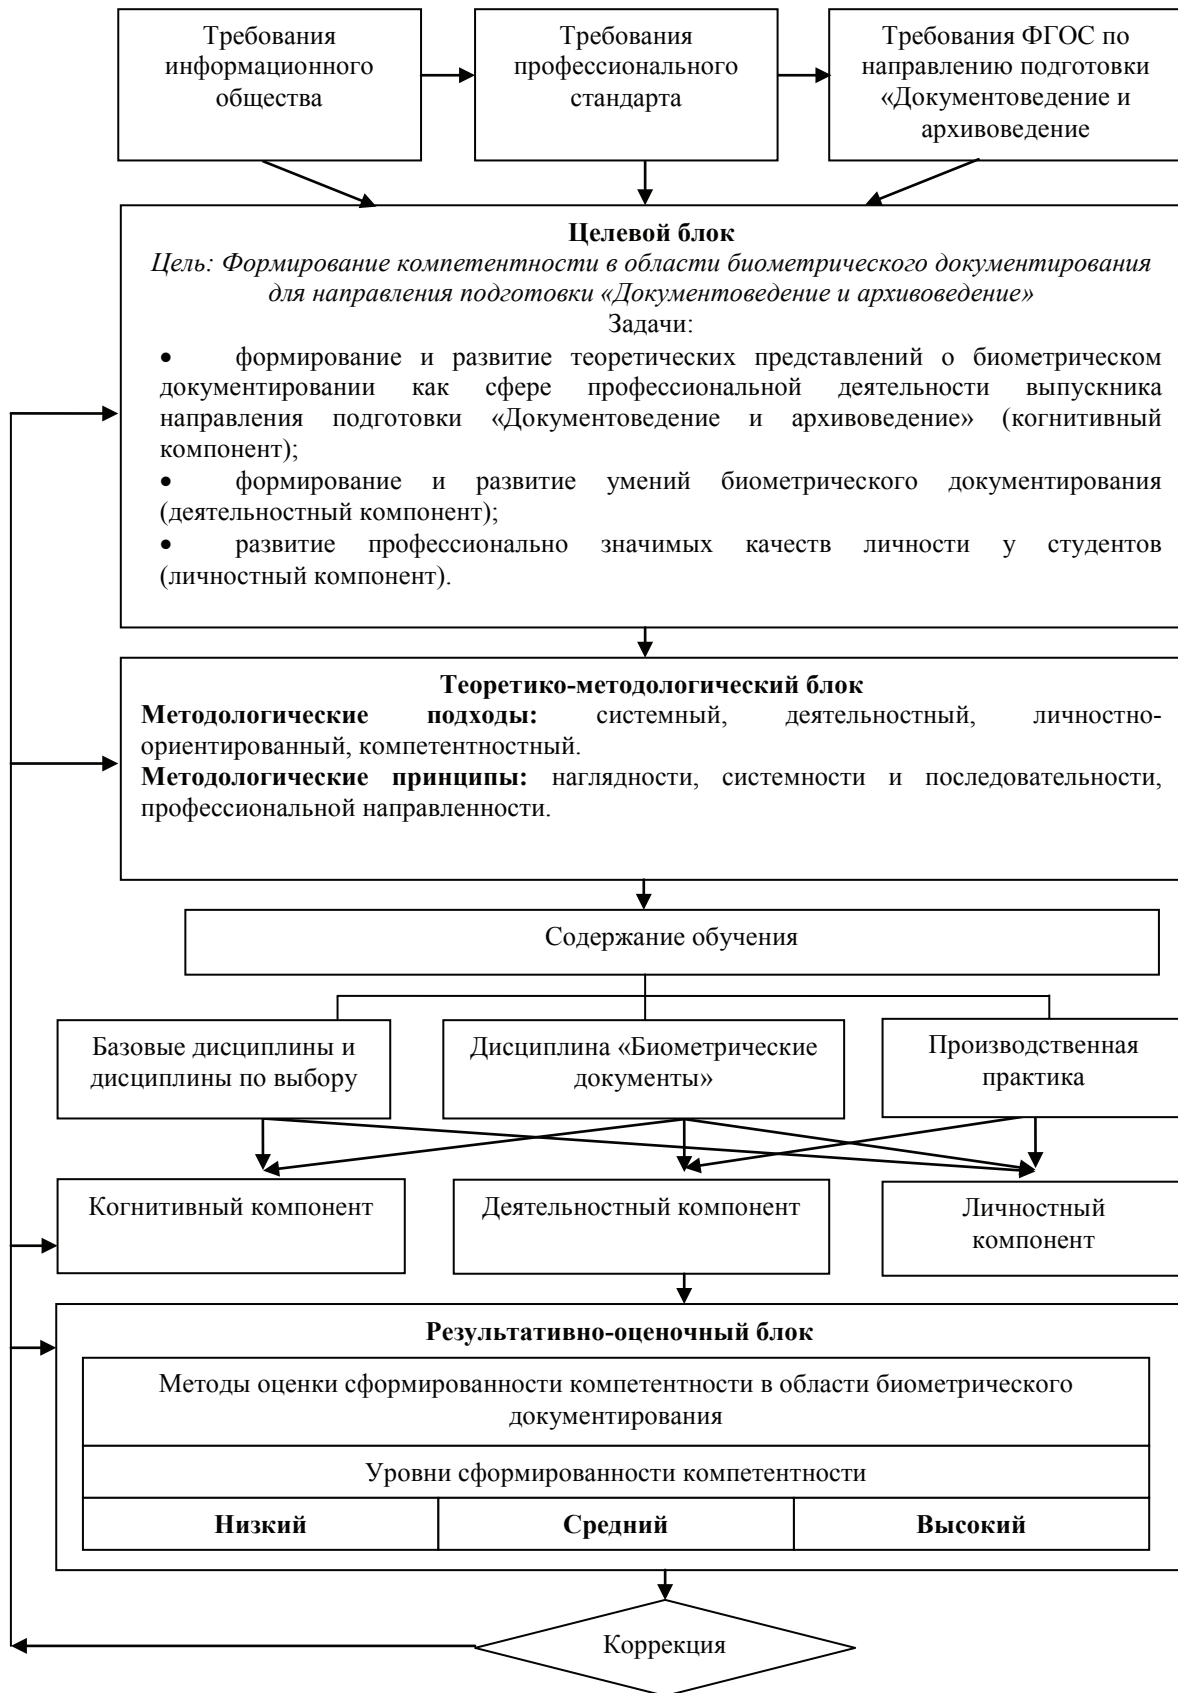 Требования
информационного
общества
Требования
профессионального
стандарта
Требования ФГОС по
направлению подготовки
«Документоведение и
архивоведение
Целевой блок
Цель: Формирование компетентности в области биометрического документирования
для направления подготовки «Документоведение и архивоведение»
Задачи:
• формирование и развитие теоретических представлений о биометрическом
документировании как сфере профессиональной деятельности выпускника
направления подготовки «Документоведение и архивоведение» (когнитивный
компонент);
• формирование и развитие умений биометрического документирования
(деятельностный компонент);
• развитие профессионально значимых качеств личности у студентов
(личностный компонент).
Теоретико-методологический блок
Методологические подходы: системный, деятельностный, личностно-
ориентированный, компетентностный.
Методологические принципы: наглядности, системности и последовательности,
профессиональной направленности.
Содержание обучения
Базовые дисциплины и
дисциплины по выбору
Дисциплина «Биометрические
документы»
Производственная
практика
Когнитивный компонент
Деятельностный компонент
Личностный
компонент
Результативно-оценочный блок
Методы оценки сформированности компетентности в области биометрического
документирования
Уровни сформированности компетентности
Низкий
Средний
Высокий
Коррекция